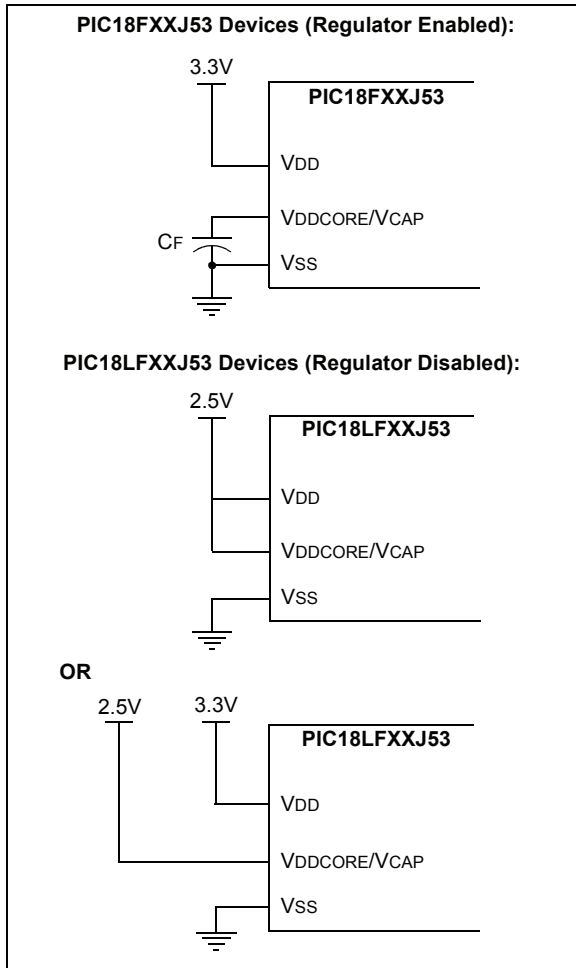 PIC18FXXJ53 Devices (Regulator Enabled):
3.3V
PIC18FXXJ53
VDD
VDDCORE/VCAP
CF
VSS
PIC18LFXXJ53 Devices (Regulator Disabled):
2.5V
PIC18LFXXJ53
VDD
VDDCORE/VCAP
VSS
OR
2.5V 3.3V
PIC18LFXXJ53
VDD
VDDCORE/VCAP
VSS